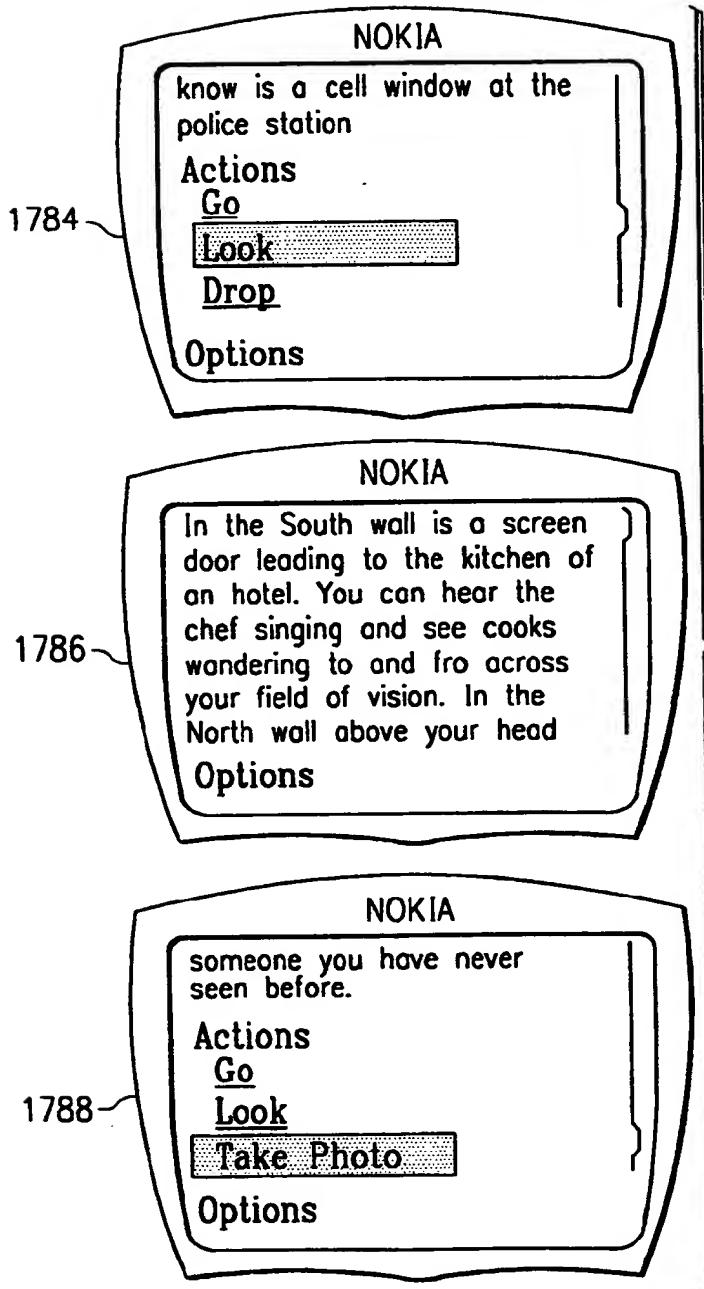 NOKIA
know is a cell window at the
police station
Actions
Go
1784
Look
Drop
Options
NOKIA
In the South wall is a screen
door leading to the kitchen of
an hotel. You can hear the
chef singing and see cooks
1786
wandering to and fro across
your field of vision. In the
North wall above your head
Options
NOKIA
someone you have never
seen before.
Actions
Go
1788
Look
Take Photo
Options